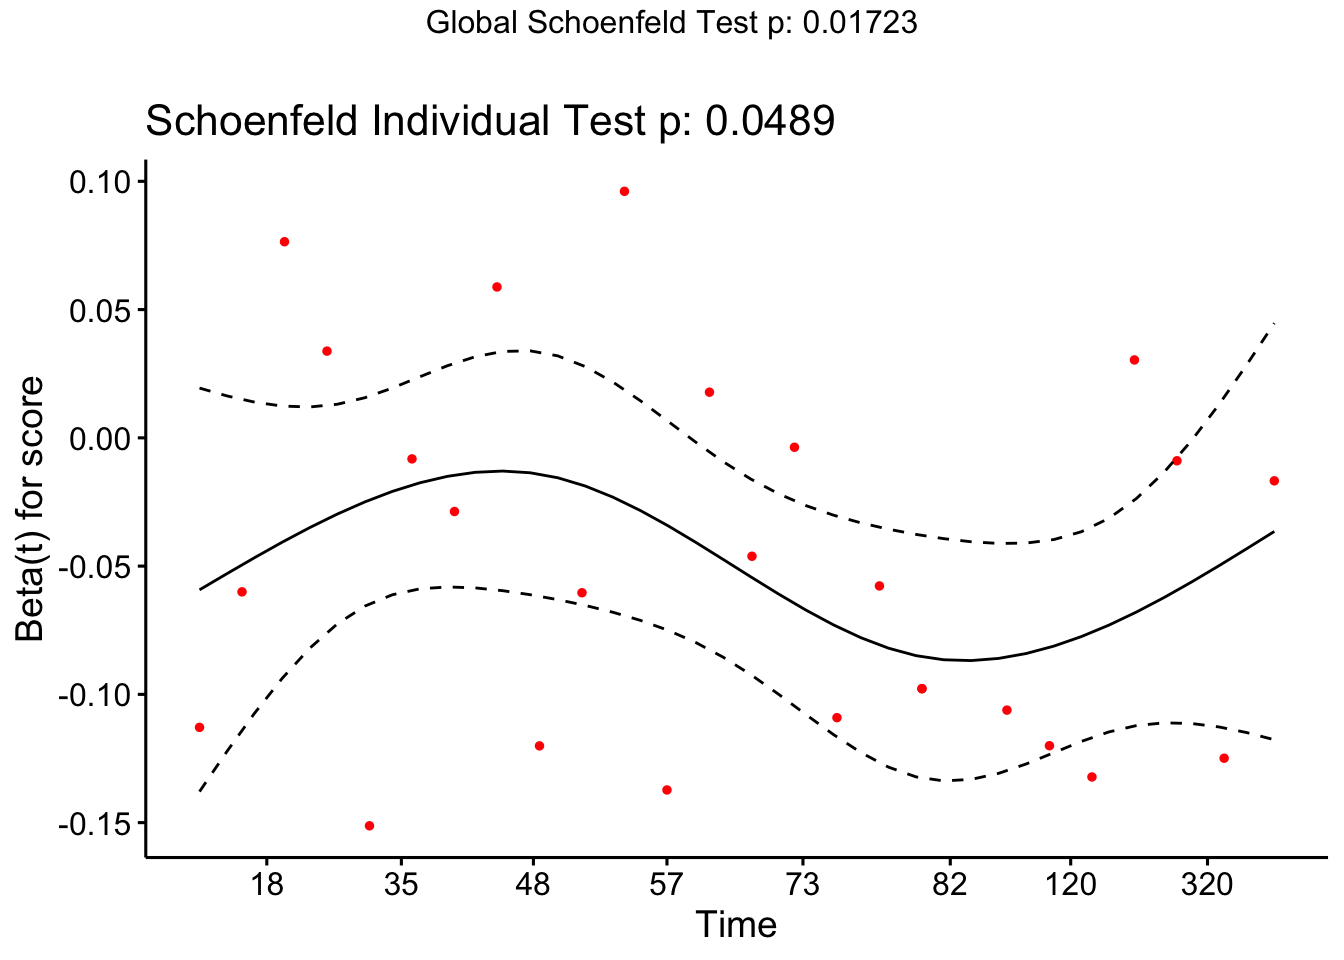 Global Schoenfeld Test p: 0.01723
Schoenfeld Individual Test p: 0.0489
0.10
0.05
0.00
-0.05
-0.10
-0.15
Beta(t) for score
18 35 48 57 73 82 120 320
Time